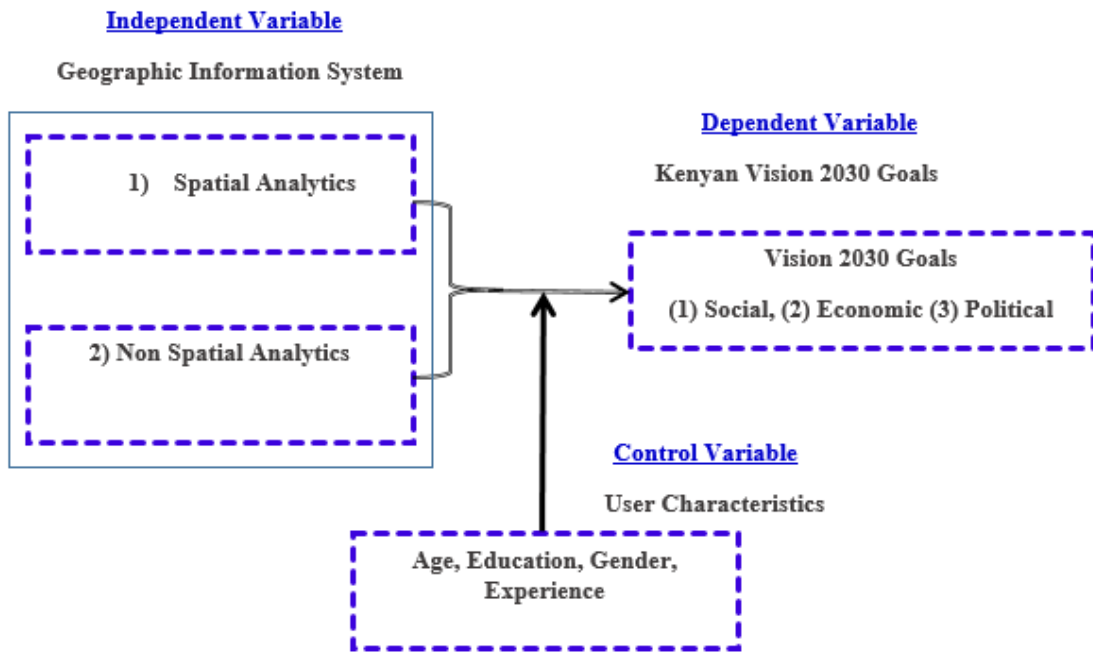 Independent Variable
Geographic Information System
1) Spatial Analytics
2) Non Spatial Analytics
Dependent Variable
Kenyan Vision 2030 Goals
Vision 2030 Goals
(1) Social, (2) Economic (3) Political
Control Variable
User Characteristics
Age, Education, Gender,
Experience